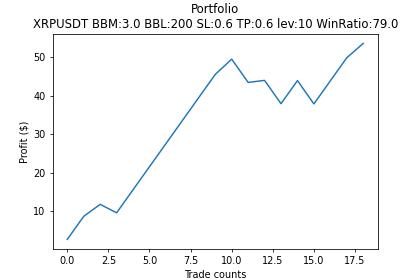 Portfolio
XRPUSDT BBM:3.0 BBL:200 SL:0.6 TP:0.6 lev:10 WinRatio:79.0
50
40
30
20
10
Profit ($)
0.0 2.5 5.0 7.5 10.0 12.5 15.0 17.5
Trade counts